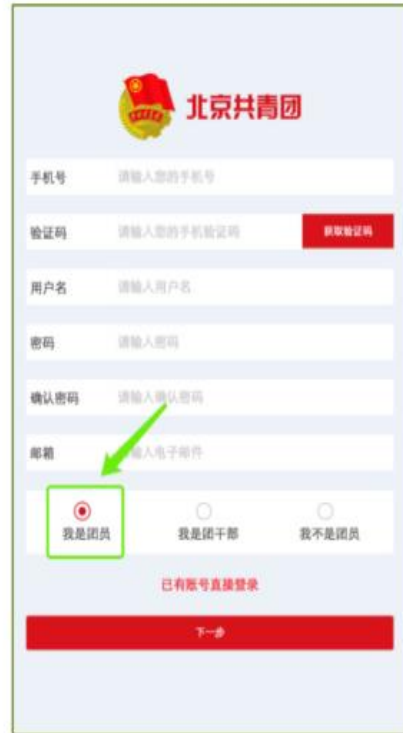 北京共青团
手机号 请输入您的手机号
验证码 请输入您的手机验证码 获取验证码
用户名 请输入用户名
密码 请输入密码
确认密码 请输入确认密码
邮箱 请输入电子邮件
我是团员 我是团干部 我不是团员
已有账号直接登录
下一步